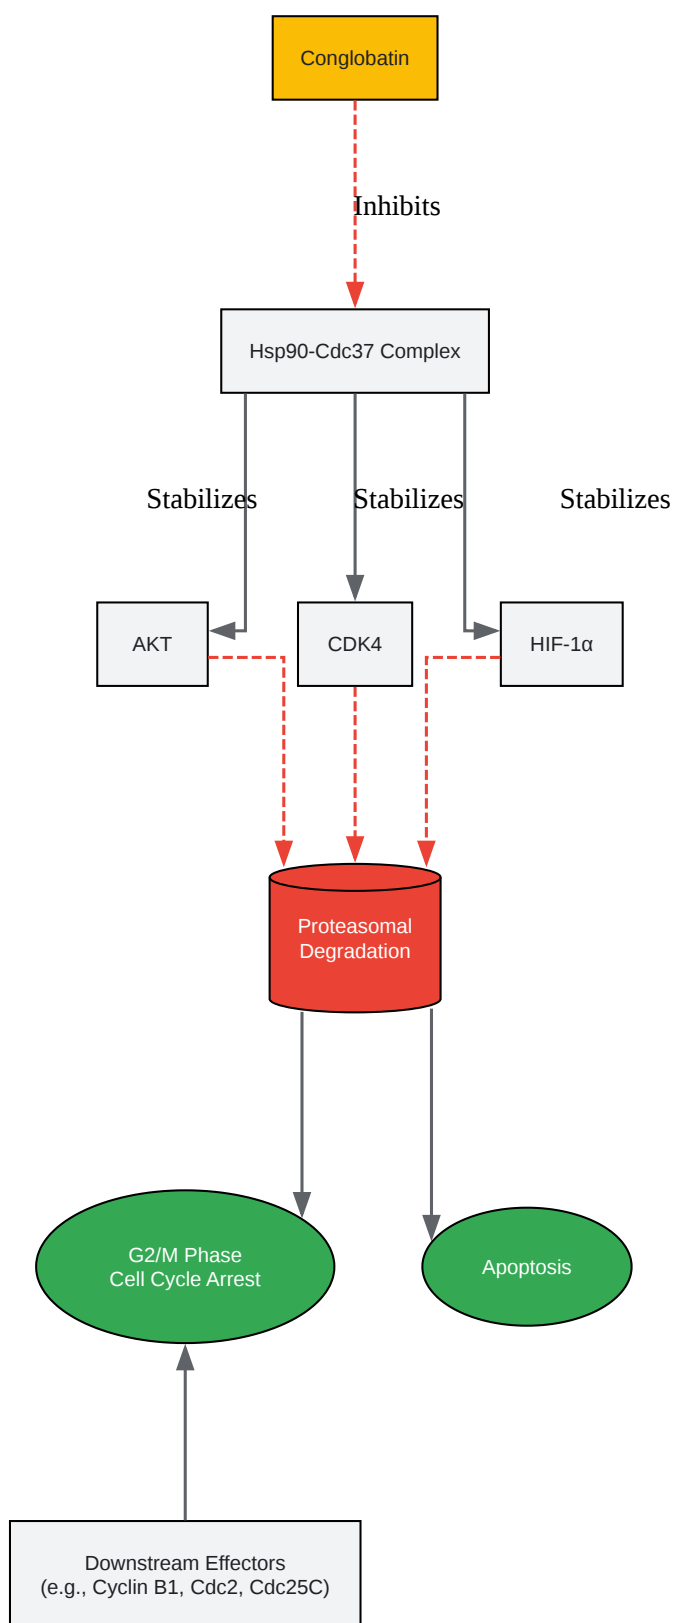 Conglobatin
Inhibits
Hsp90-Cdc37 Complex
Stabilizes
Stabilizes
Stabilizes
AKT
CDK4
HIF-1α
Proteasomal
Degradation
G2/M Phase
Cell Cycle Arrest
Apoptosis
Downstream Effectors
(e.g., Cyclin B1, Cdc2, Cdc25C)